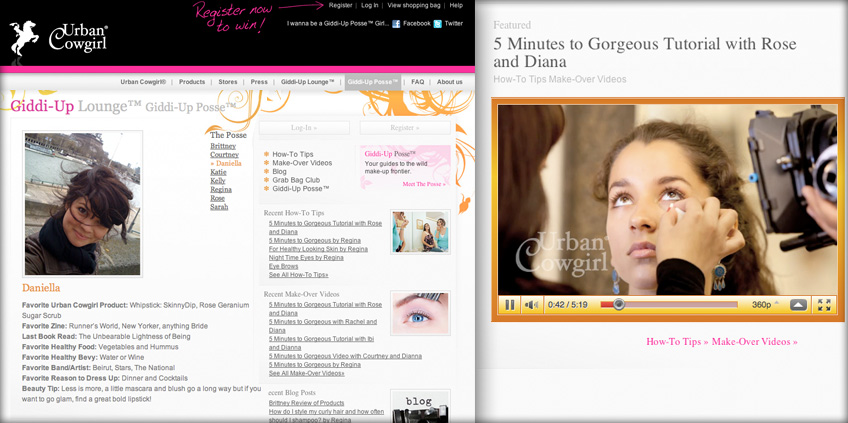 Urban Cowgirl®
Register now to win!
Register | Log In | View shopping bag | Help
I wanna be a Giddi-Up Posse™ Girl... Facebook Twitter
Urban Cowgirl® | Products | Stores | Press | Giddi-Up Lounge™ | Giddi-Up Posse™ | FAQ | About us
Giddi-Up Lounge™ Giddi-Up Posse™
The Posse
Brittney
Courtney
» Daniella
Katie
Kelly
Regina
Rose
Sarah
Daniella
Favorite Urban Cowgirl Product: Whipstick: SkinnyDip, Rose Geranium
Sugar Scrub
Favorite Zine: Runner's World, New Yorker, anything Bride
Last Book Read: The Unbearable Lightness of Being
Favorite Healthy Food: Vegetables and Hummus
Favorite Healthy Bevy: Water or Wine
Favorite Band/Artist: Beirut, Stars, The National
Favorite Reason to Dress Up: Dinner and Cocktails
Beauty Tip: Less is more, a little mascara and blush go a long way but if you
want to go glam, find a great bold lipstick!
Log-In »
Register »
How-To Tips
Make-Over Videos
Blog
Grab Bag Club
Giddi-Up Posse™
Giddi-Up Posse™
Your guides to the wild
make-up frontier.
Meet The Posse »
Recent How-To Tips
5 Minutes to Gorgeous Tutorial with Rose
and Diana
5 Minutes to Gorgeous by Regina
For Healthy Looking Skin by Regina
Night Time Eyes by Regina
Eye Brows
See All How-To Tips»
Recent Make-Over Videos
5 Minutes to Gorgeous Tutorial with Rose
and Diana
5 Minutes to Gorgeous with Rachel and
Diana
5 Minutes to Gorgeous Tutorial with Ibi
and Dianna
5 Minutes to Gorgeous Video with Courtney and Dianna
5 Minutes to Gorgeous by Regina
See All Make-Over Videos»
ecent Blog Posts
Brittney Review of Products
How do I style my curly hair and how often
should I shampoo? by Regina
blog
Featured
5 Minutes to Gorgeous Tutorial with Rose
and Diana
How-To Tips Make-Over Videos
Urban
Cowgirl
0:42 / 5:19
360p
How-To Tips » Make-Over Videos »